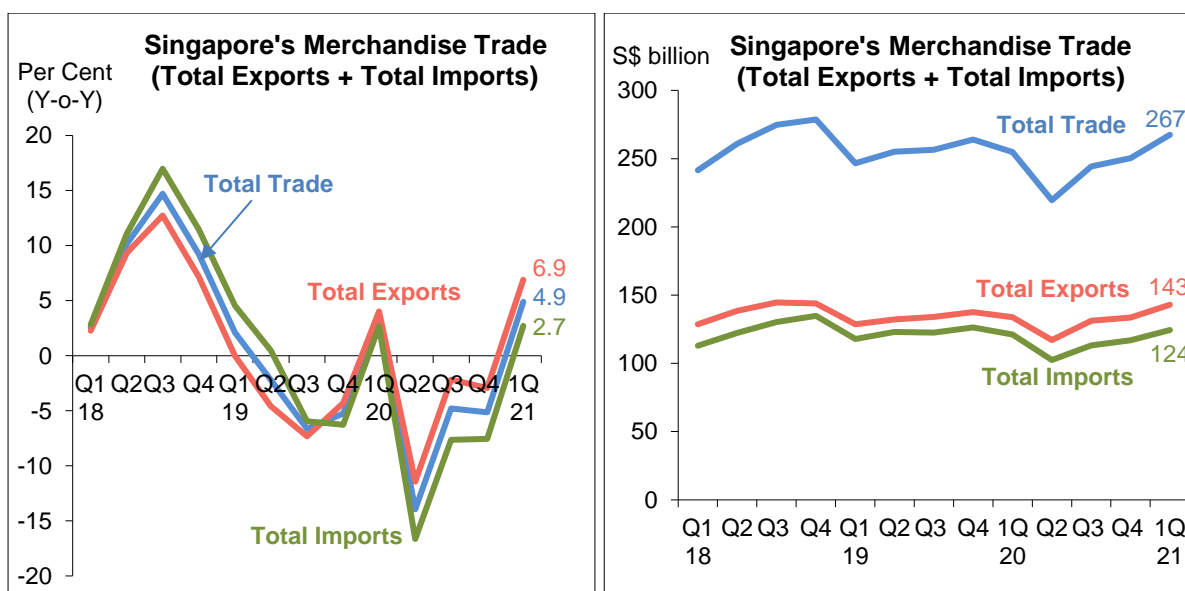 Singapore's Merchandise Trade
(Total Exports + Total Imports)
Per Cent
(Y-o-Y)
20
15
10
5
0
-5
-10
-15
-20
Total Trade
Total Exports
Total Imports
6.9
4.9
2.7
Q1 Q2 Q3 Q4 Q1 Q2 Q3 Q4 1Q Q2 Q3 Q4 1Q
18 19 20 21
Singapore's Merchandise Trade
(Total Exports + Total Imports)
S$ billion
300
250
200
150
100
50
0
Total Trade
267
Total Exports
143
Total Imports
124
Q1 Q2 Q3 Q4 Q1 Q2 Q3 Q4 1Q Q2 Q3 Q4 1Q
18 19 20 21